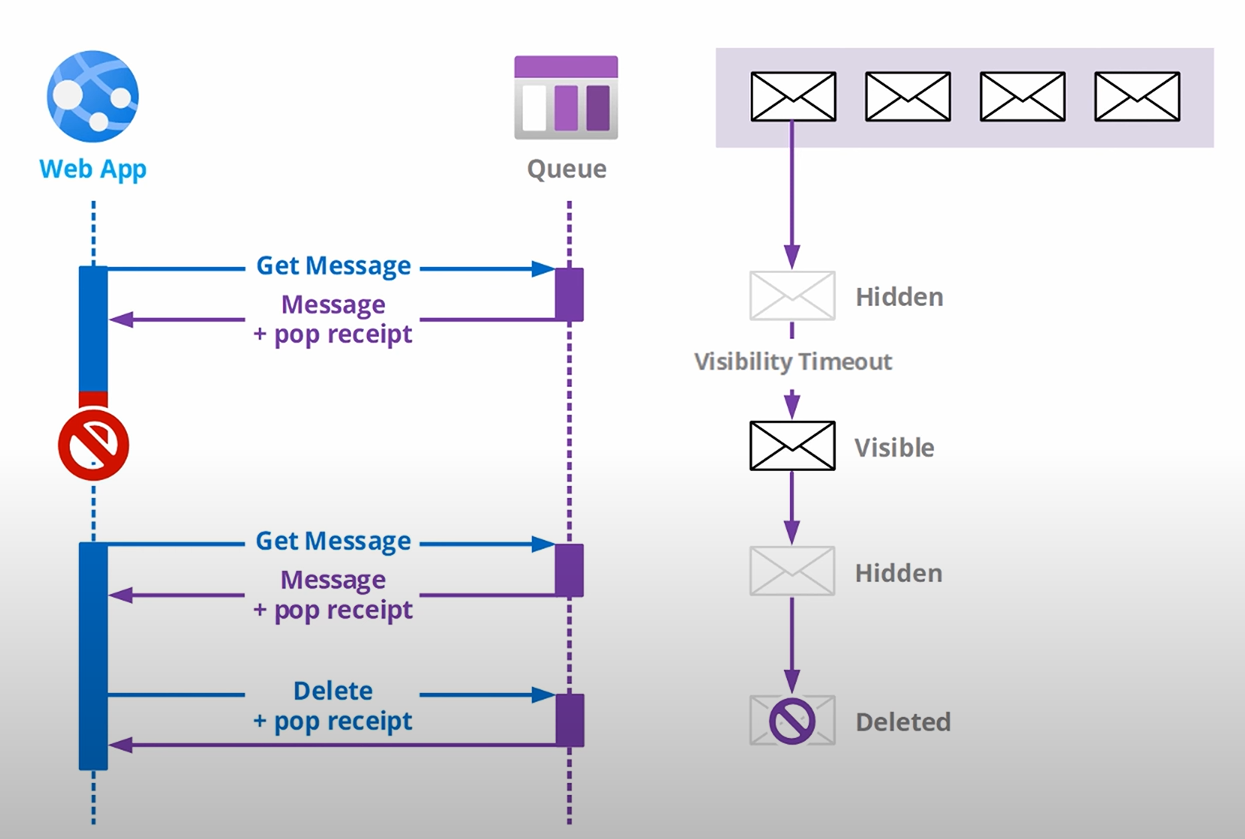 Web App
Queue
Get Message
Message
+ pop receipt
Hidden
Visibility Timeout
Visible
Get Message
Message
+ pop receipt
Hidden
Delete
+ pop receipt
Deleted